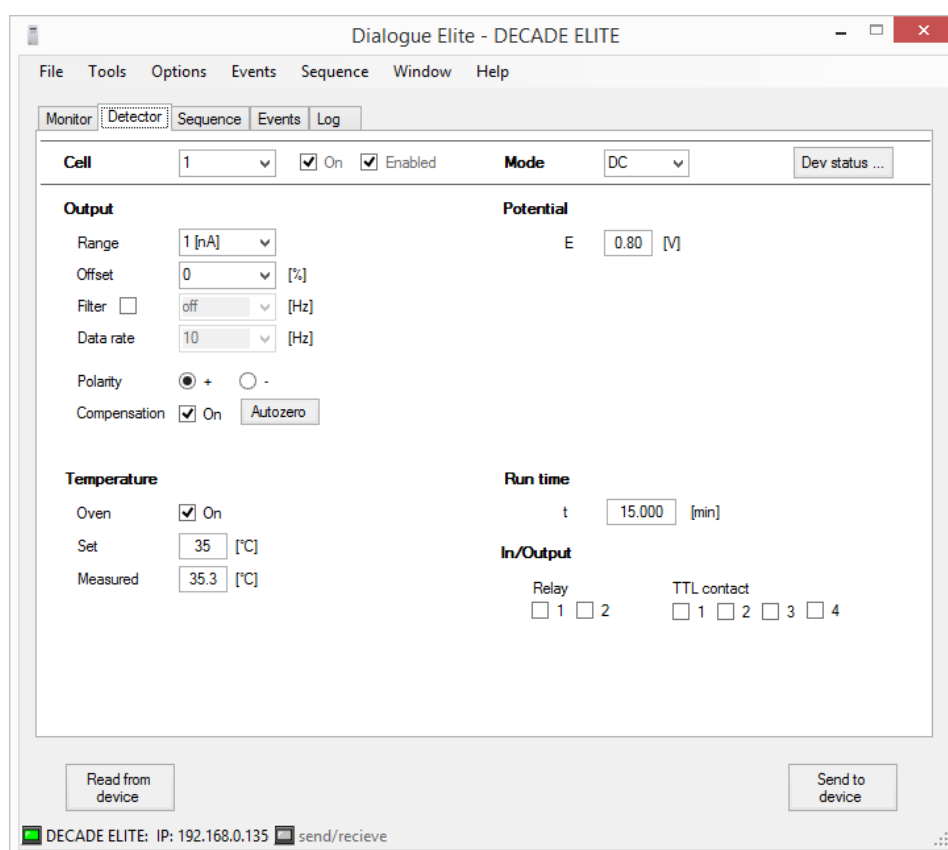 Dialogue Elite - DECADE ELITE
File Tools Options Events Sequence Window Help
Monitor Detector Sequence Events Log
Cell 1 On Enabled Mode DC Dev status ...
Output Potential
Range 1 [nA] E 0.80 [V]
Offset 0 [%]
Filter off [Hz]
Data rate 10 [Hz]
Polarity + -
Compensation On Autozero
Temperature Run time
Oven On t 15.000 [min]
Set 35 [°C] In/Output
Measured 35.3 [°C] Relay TTL contact
1 2 1 2 3 4
Read from
device
Send to
device
DECADE ELITE: IP: 192.168.0.135 send/recieve